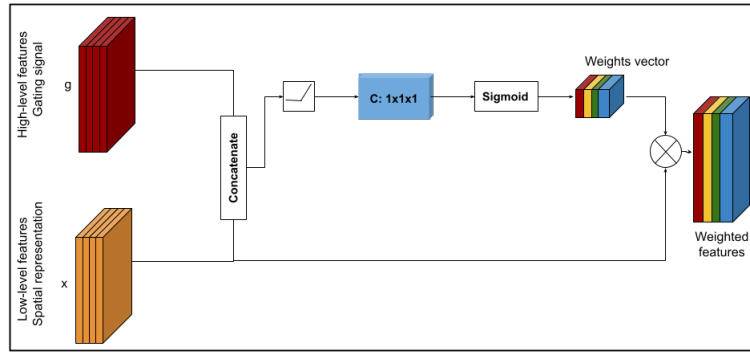 High-level features
Gating signal
g
Concatenate
C: 1x1x1
Sigmoid
Weights vector
Weighted
features
Low-level features
Spatial representation
x